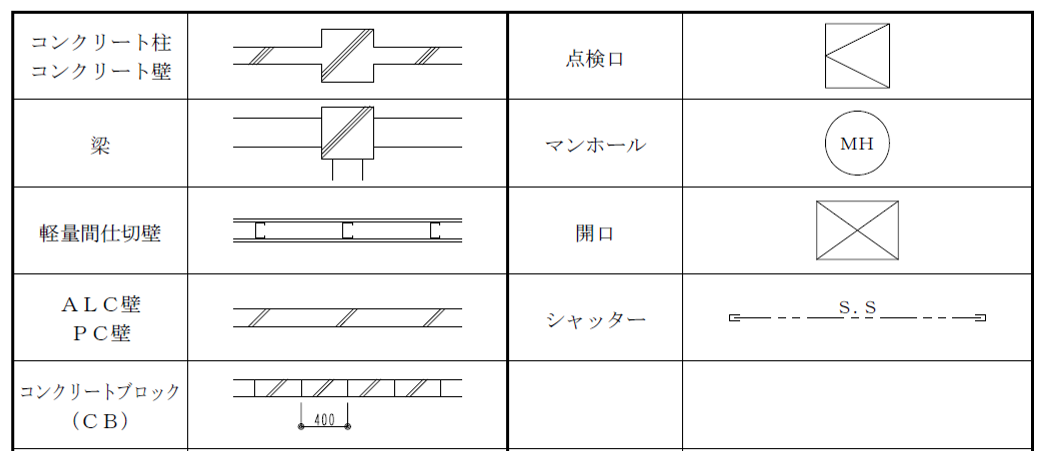 コンクリート柱
コンクリート壁
点検口
梁
マンホール
MH
軽量間仕切壁
開口
ＡＬＣ壁
ＰＣ壁
シャッター
S．S
コンクリートブロック
（ＣＢ）
400